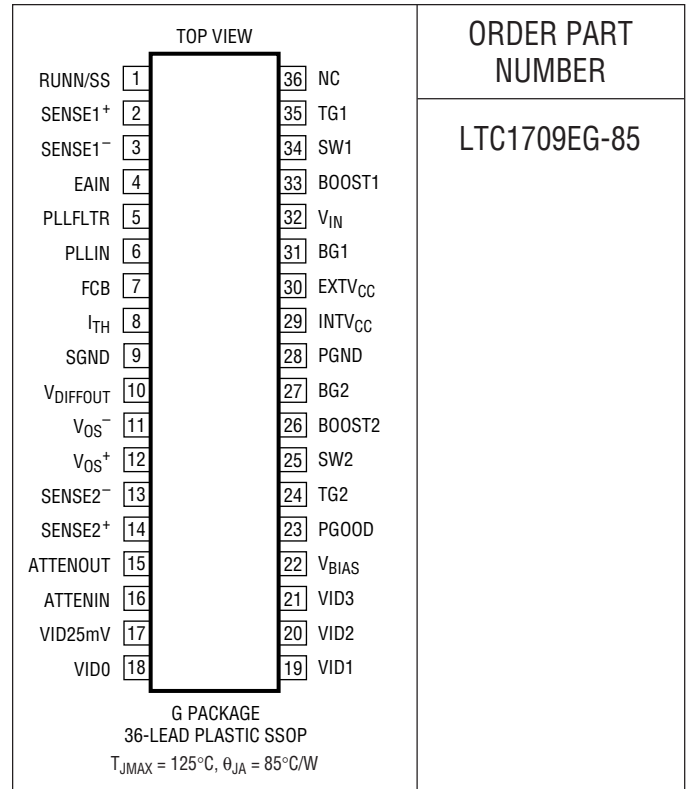 TOP VIEW
RUNN/SS 1 36 NC
SENSE1+ 2 35 TG1
SENSE1– 3 34 SW1
EAIN 4 33 BOOST1
PLLFLTR 5 32 VIN
PLLIN 6 31 BG1
FCB 7 30 EXTVCC
ITH 8 29 INTVCC
SGND 9 28 PGND
VDIFFOUT 10 27 BG2
VOS– 11 26 BOOST2
VOS+ 12 25 SW2
SENSE2– 13 24 TG2
SENSE2+ 14 23 PGOOD
ATTENOUT 15 22 VBIAS
ATTENIN 16 21 VID3
VID25mV 17 20 VID2
VID0 18 19 VID1
G PACKAGE
36-LEAD PLASTIC SSOP
TJMAX = 125°C, θJA = 85°C/W
ORDER PART
NUMBER
LTC1709EG-85